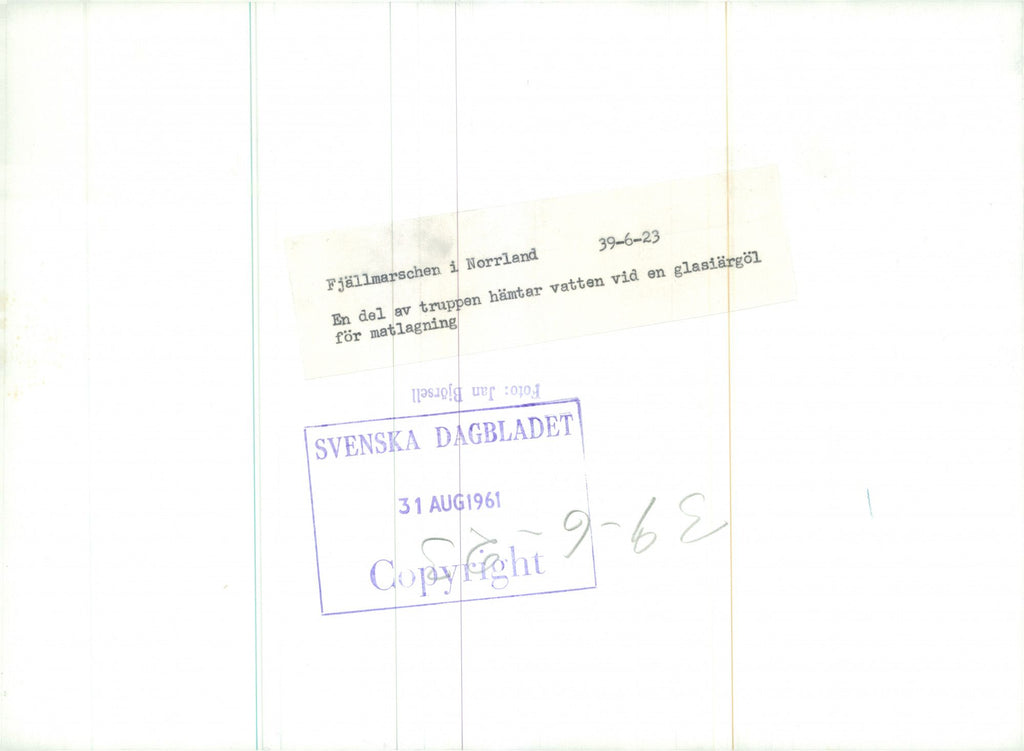 Fjällmarschen i Norrland 39-6-23
En del av truppen hämtar vatten vid en glasiärgöl
för matlagning
Foto: Jan Björsell
SVENSKA DAGBLADET
31 AUG 1961
Copyright
39-6-23